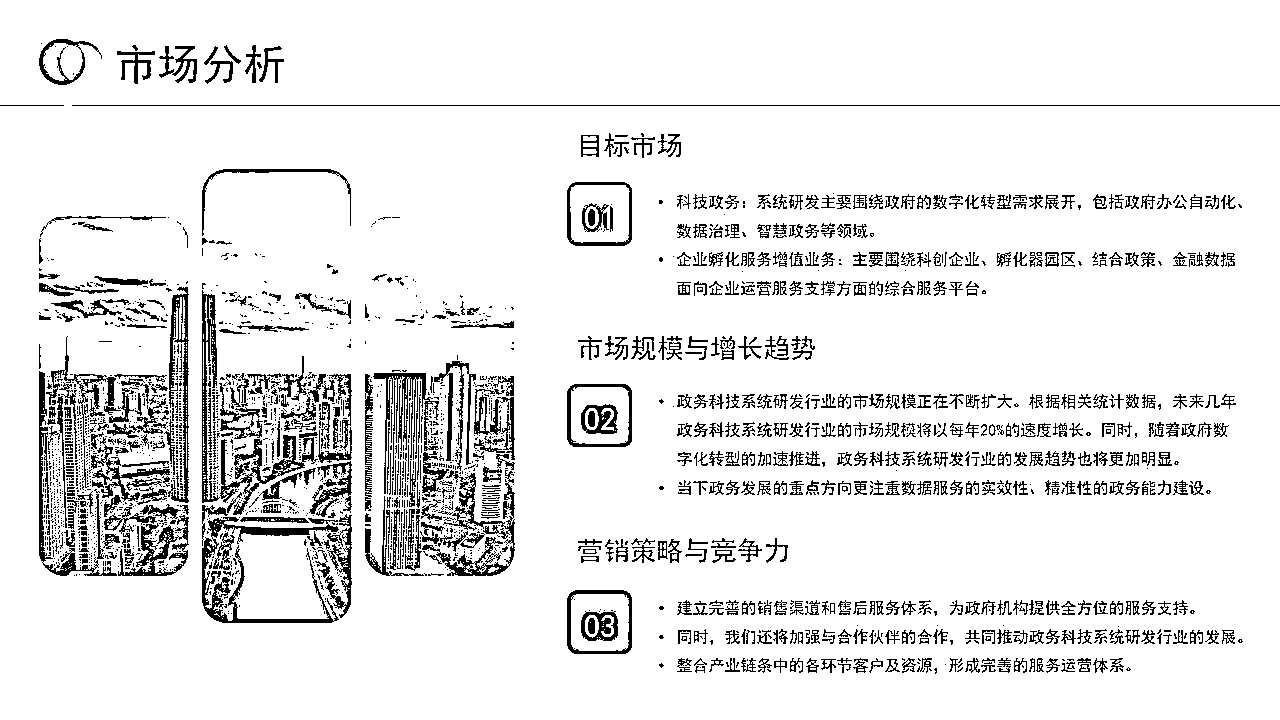 市场分析
目标市场
01
• 科技政务：系统研发主要围绕政府的数字化转型需求展开，包括政府办公自动化、
数据治理、智慧政务等领域。
• 企业孵化服务增值业务：主要围绕科创企业、孵化器园区、结合政策、金融数据
面向企业运营服务支撑方面的综合服务平台。
市场规模与增长趋势
02
• 政务科技系统研发行业的市场规模正在不断扩大。根据相关统计数据，未来几年
政务科技系统研发行业的市场规模将以每年20%的速度增长。同时，随着政府数
字化转型的加速推进，政务科技系统研发行业的发展趋势也将更加明显。
• 当下政务发展的重点方向更注重数据服务的实效性、精准性的政务能力建设。
营销策略与竞争力
03
• 建立完善的销售渠道和售后服务体系，为政府机构提供全方位的服务支持。
• 同时，我们还将加强与合作伙伴的合作，共同推动政务科技系统研发行业的发展。
• 整合产业链条中的各环节客户及资源，形成完善的服务运营体系。